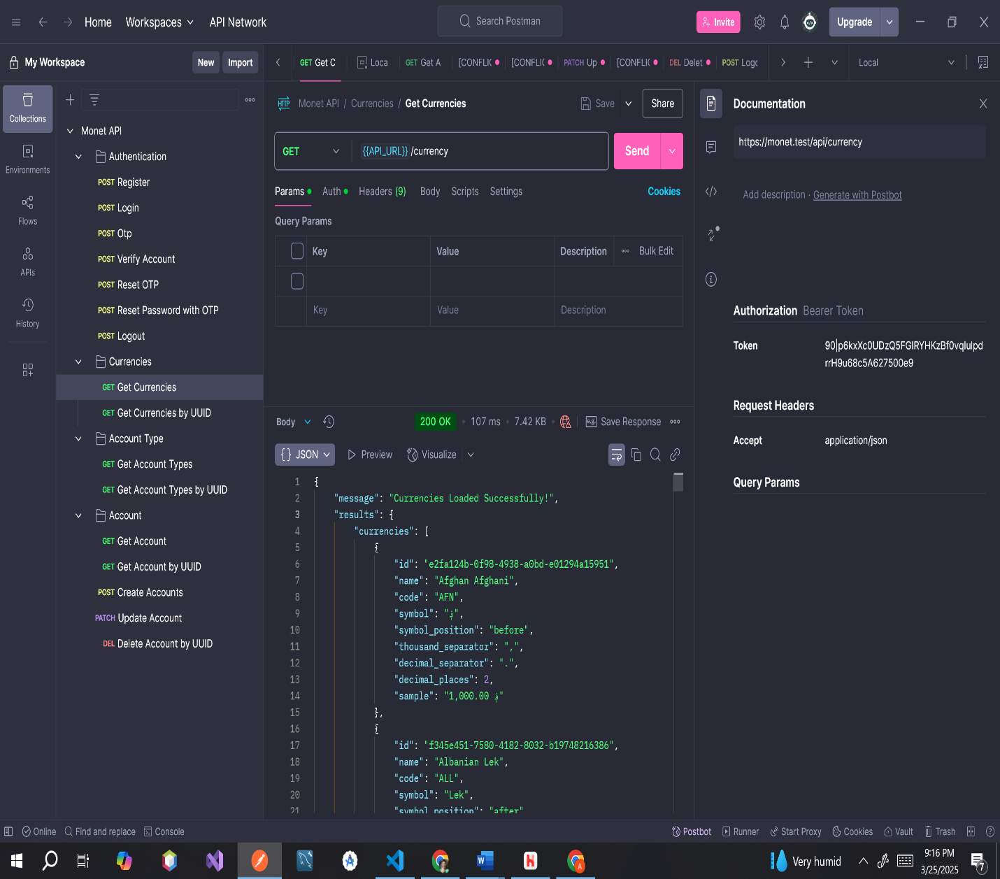 Home
Workspaces
API Network
Search Postman
Invite
Upgrade
My Workspace
New
Import
GET Get C
Loca
GET Get A
[CONFLIC
[CONFLIC
PATCH Up
[CONFLIC
DEL Delet
POST Logo
Local
Collections
Environments
Flows
APIs
History
Monet API
Authentication
POST Register
POST Login
POST Otp
POST Verify Account
POST Reset OTP
POST Reset Password with OTP
POST Logout
Currencies
GET Get Currencies
GET Get Currencies by UUID
Account Type
GET Get Account Types
GET Get Account Types by UUID
Account
GET Get Account
GET Get Account by UUID
POST Create Accounts
PATCH Update Account
DEL Delete Account by UUID
HTTP Monet API / Currencies / Get Currencies
Save
Share
GET
{{API_URL}} /currency
Send
Params
Auth
Headers (9)
Body
Scripts
Settings
Cookies
Query Params
Key
Value
Description
Bulk Edit
Key
Value
Description
Body
200 OK
107 ms
7.42 KB
e.g. Save Response
{} JSON
Preview
Visualize
1 {
2 "message": "Currencies Loaded Successfully!",
3 "results": {
4 "currencies": [
5 {
6 "id": "e2fa124b-0f98-4938-a0bd-e01294a15951",
7 "name": "Afghan Afghani",
8 "code": "AFN",
9 "symbol": "؋",
10 "symbol_position": "before",
11 "thousand_separator": ",",
12 "decimal_separator": ".",
13 "decimal_places": 2,
14 "sample": "1,000.00 ؋"
15 },
16 {
17 "id": "f345e451-7580-4182-8032-b19748216386",
18 "name": "Albanian Lek",
19 "code": "ALL",
20 "symbol": "Lek",
21 "symbol_position": "after"
Documentation
https://monet.test/api/currency
Add description · Generate with Postbot
Authorization Bearer Token
Token
Request Headers
Accept
application/json
Query Params
Online
Find and replace
Console
Postbot
Runner
Start Proxy
Cookies
Vault
Trash
Very humid
9:16 PM
3/25/2025
7